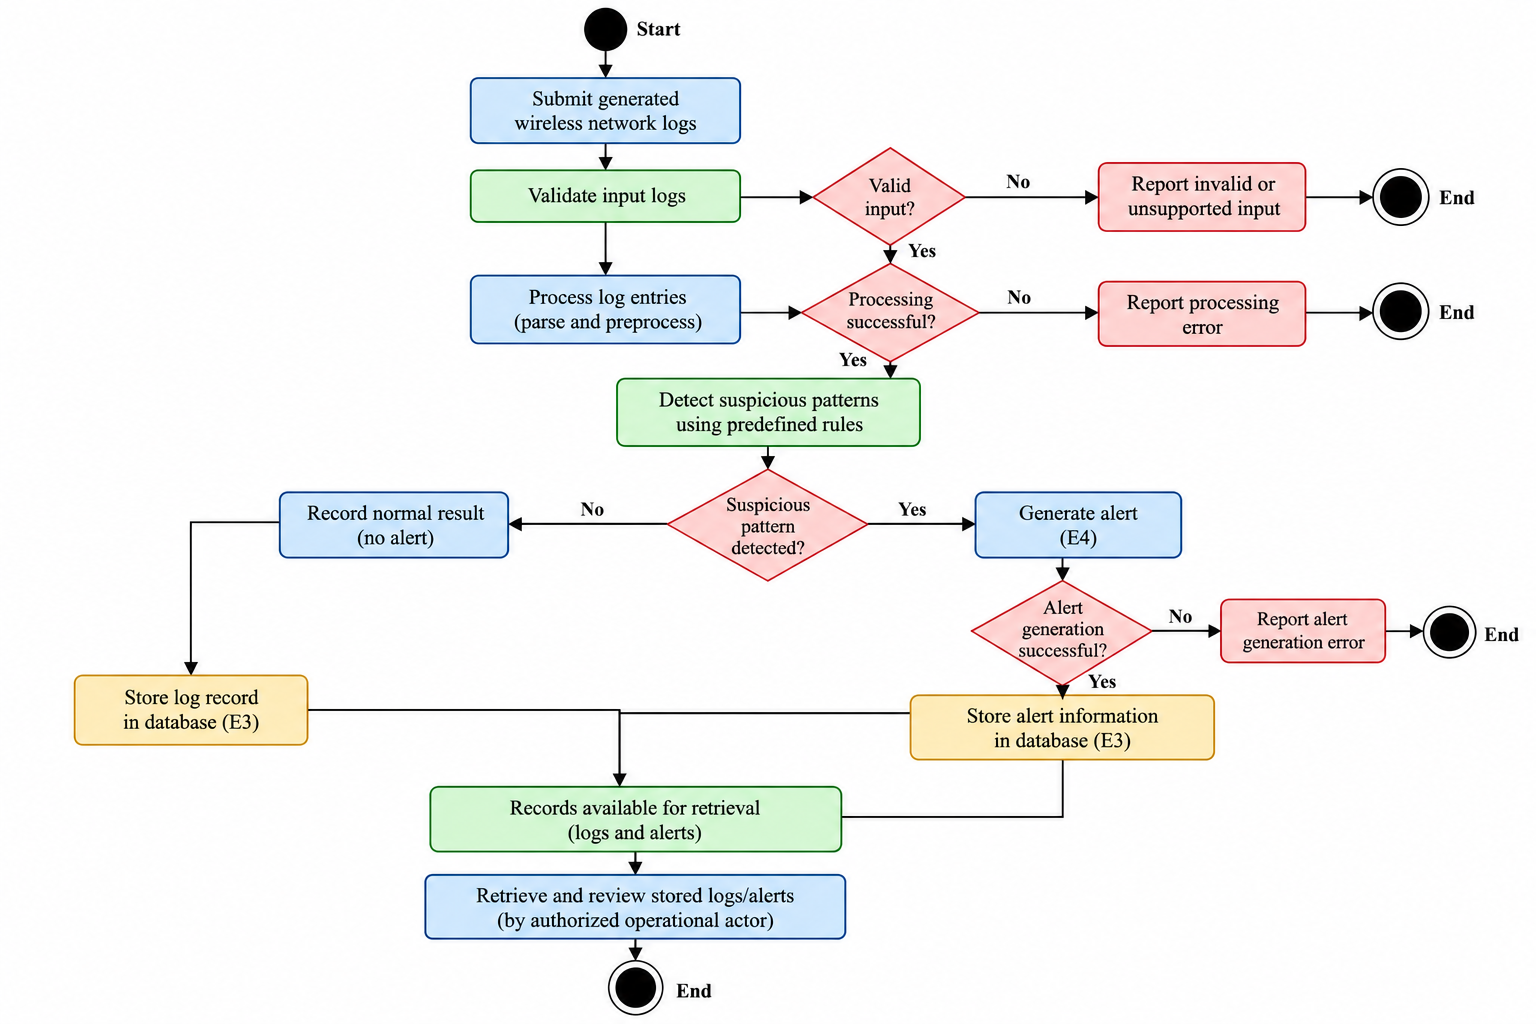 Start
Submit generated
wireless network logs
Validate input logs
Valid
input?
No
Report invalid or
unsupported input
End
Yes
Process log entries
(parse and preprocess)
Processing
successful?
No
Report processing
error
End
Yes
Detect suspicious patterns
using predefined rules
Suspicious
pattern
detected?
No
Record normal result
(no alert)
Yes
Generate alert
(E4)
Alert
generation
successful?
No
Report alert
generation error
End
Yes
Store log record
in database (E3)
Store alert information
in database (E3)
Records available for retrieval
(logs and alerts)
Retrieve and review stored logs/alerts
(by authorized operational actor)
End